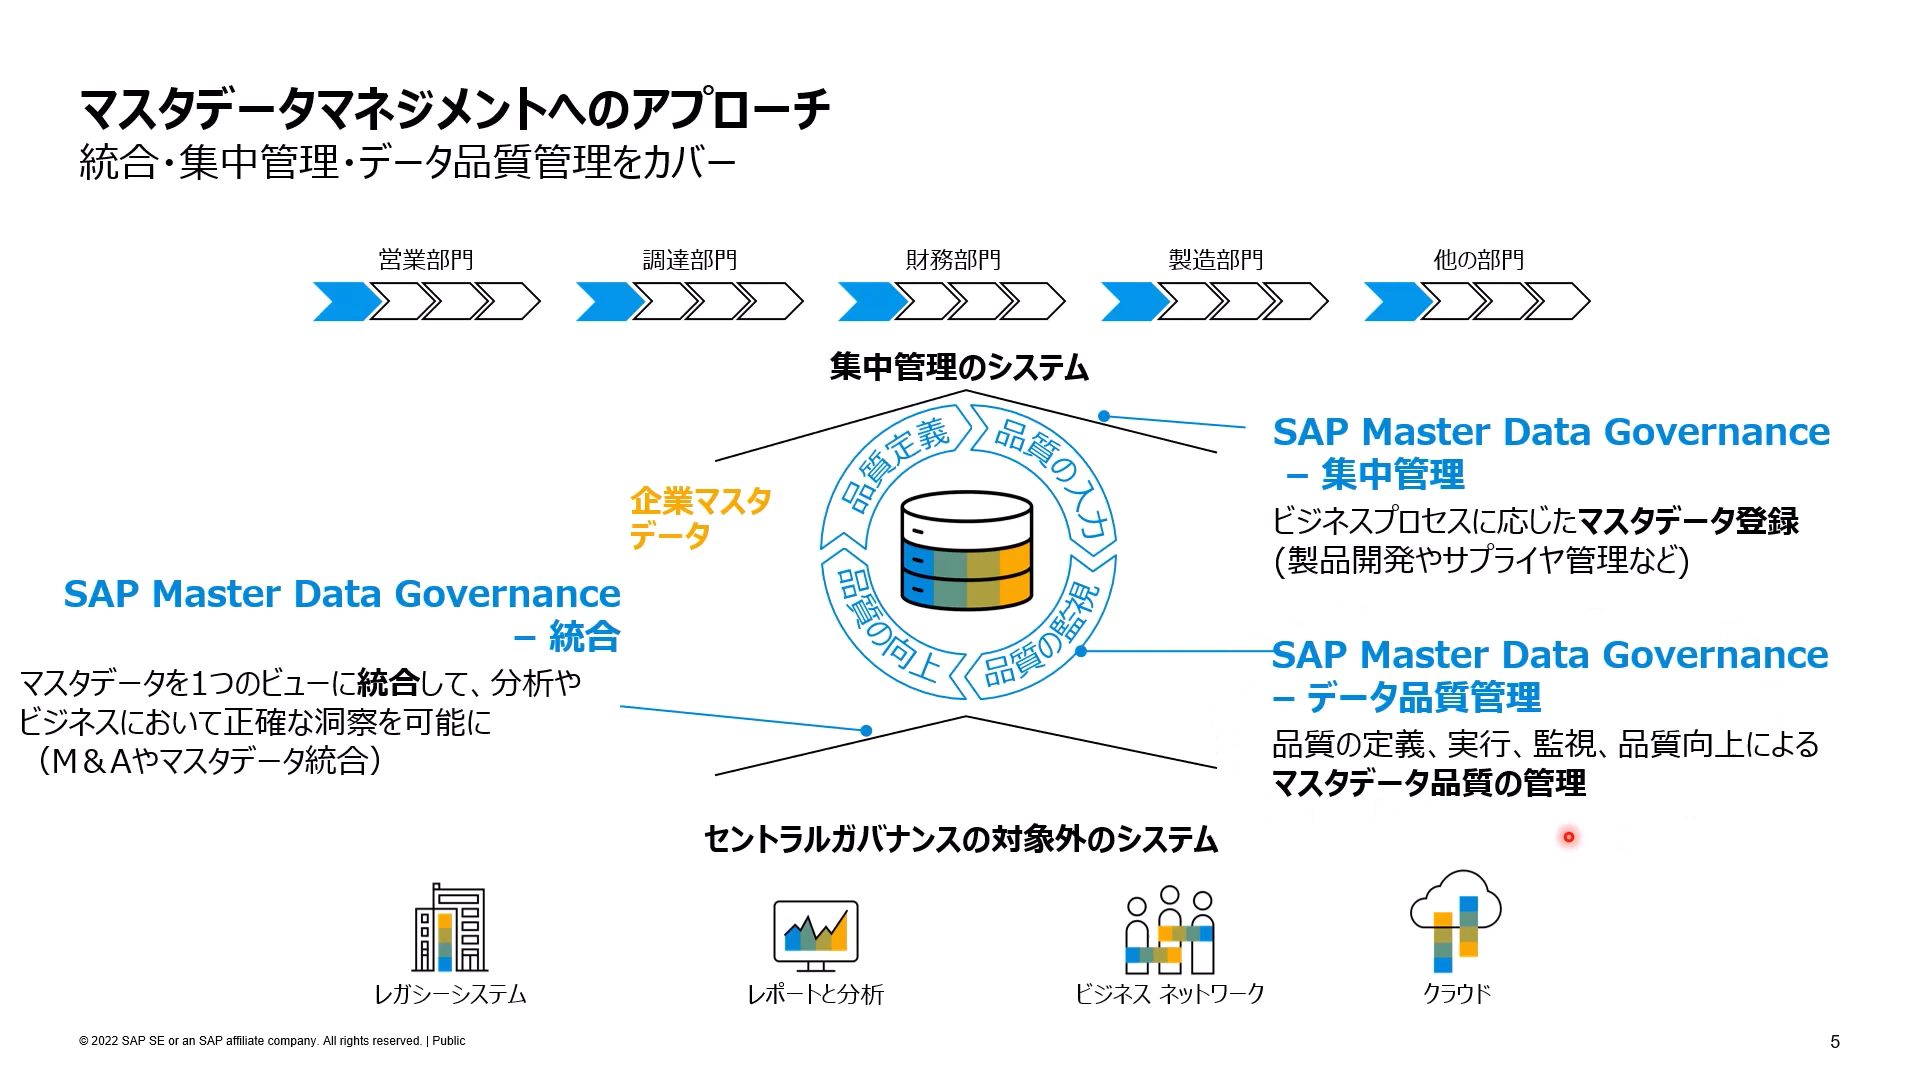 マスタデータマネジメントへのアプローチ
統合・集中管理・データ品質管理をカバー
営業部門
調達部門
財務部門
製造部門
他の部門
集中管理のシステム
品質定義
品質の入力
品質の監視
品質の向上
企業マスタ
データ
SAP Master Data Governance
– 集中管理
ビジネスプロセスに応じたマスタデータ登録
(製品開発やサプライヤ管理など)
SAP Master Data Governance
– 統合
マスタデータを1つのビューに統合して、分析や
ビジネスにおいて正確な洞察を可能に
（M＆Aやマスタデータ統合）
SAP Master Data Governance
– データ品質管理
品質の定義、実行、監視、品質向上による
マスタデータ品質の管理
セントラルガバナンスの対象外のシステム
レガシーシステム
レポートと分析
ビジネス ネットワーク
クラウド
© 2022 SAP SE or an SAP affiliate company. All rights reserved. | Public
5